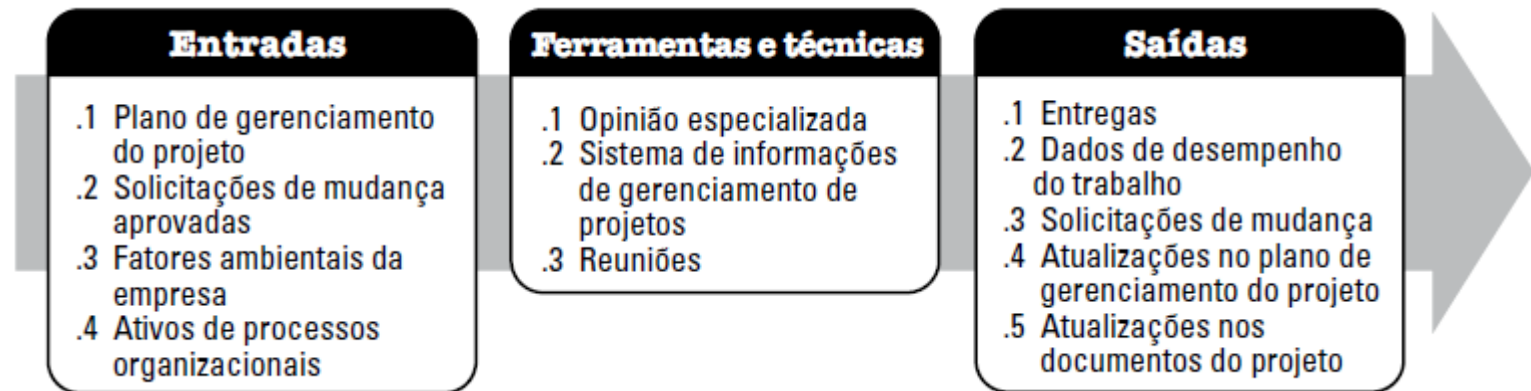 Entradas
.1 Plano de gerenciamento
do projeto
.2 Solicitações de mudança
aprovadas
.3 Fatores ambientais da
empresa
.4 Ativos de processos
organizacionais
Ferramentas e técnicas
.1 Opinião especializada
.2 Sistema de informações
de gerenciamento de
projetos
.3 Reuniões
Saídas
.1 Entregas
.2 Dados de desempenho
do trabalho
.3 Solicitações de mudança
.4 Atualizações no plano de
gerenciamento do projeto
.5 Atualizações nos
documentos do projeto